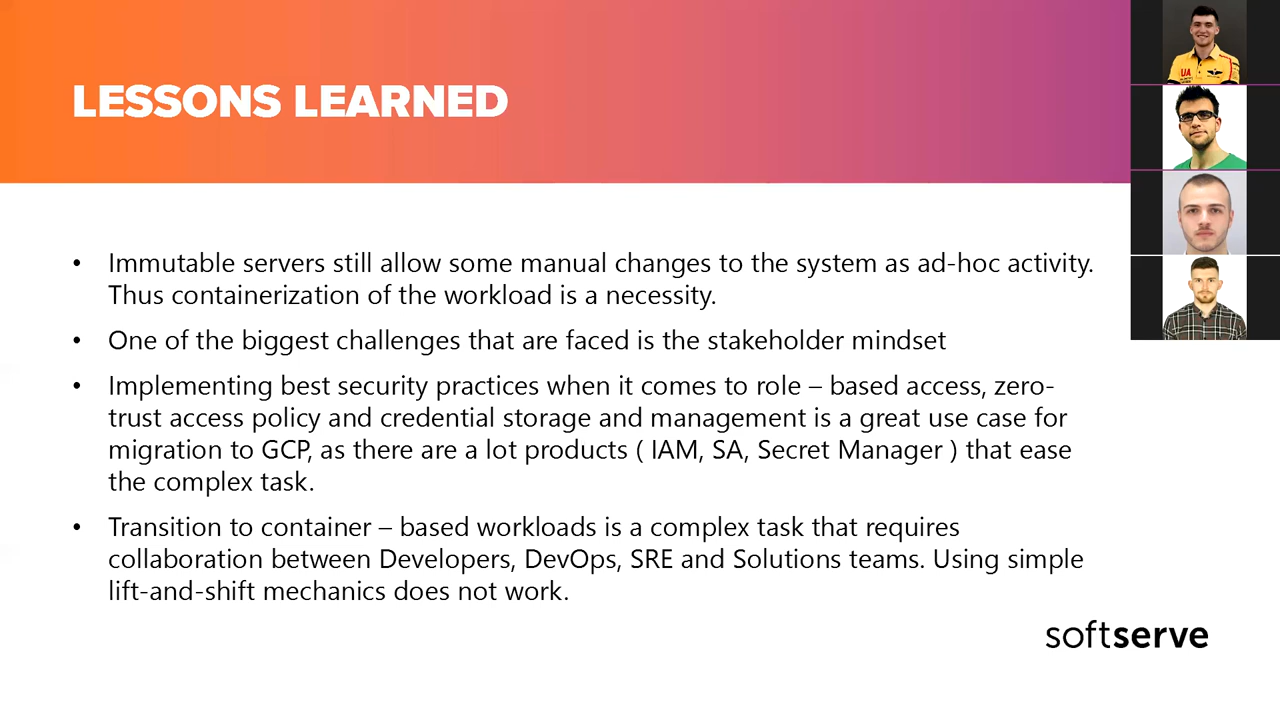 LESSONS LEARNED
UA
• Immutable servers still allow some manual changes to the system as ad-hoc activity.
Thus containerization of the workload is a necessity.
• One of the biggest challenges that are faced is the stakeholder mindset
• Implementing best security practices when it comes to role – based access, zero-
trust access policy and credential storage and management is a great use case for
migration to GCP, as there are a lot products ( IAM, SA, Secret Manager ) that ease
the complex task.
• Transition to container – based workloads is a complex task that requires
collaboration between Developers, DevOps, SRE and Solutions teams. Using simple
lift-and-shift mechanics does not work.
softserve